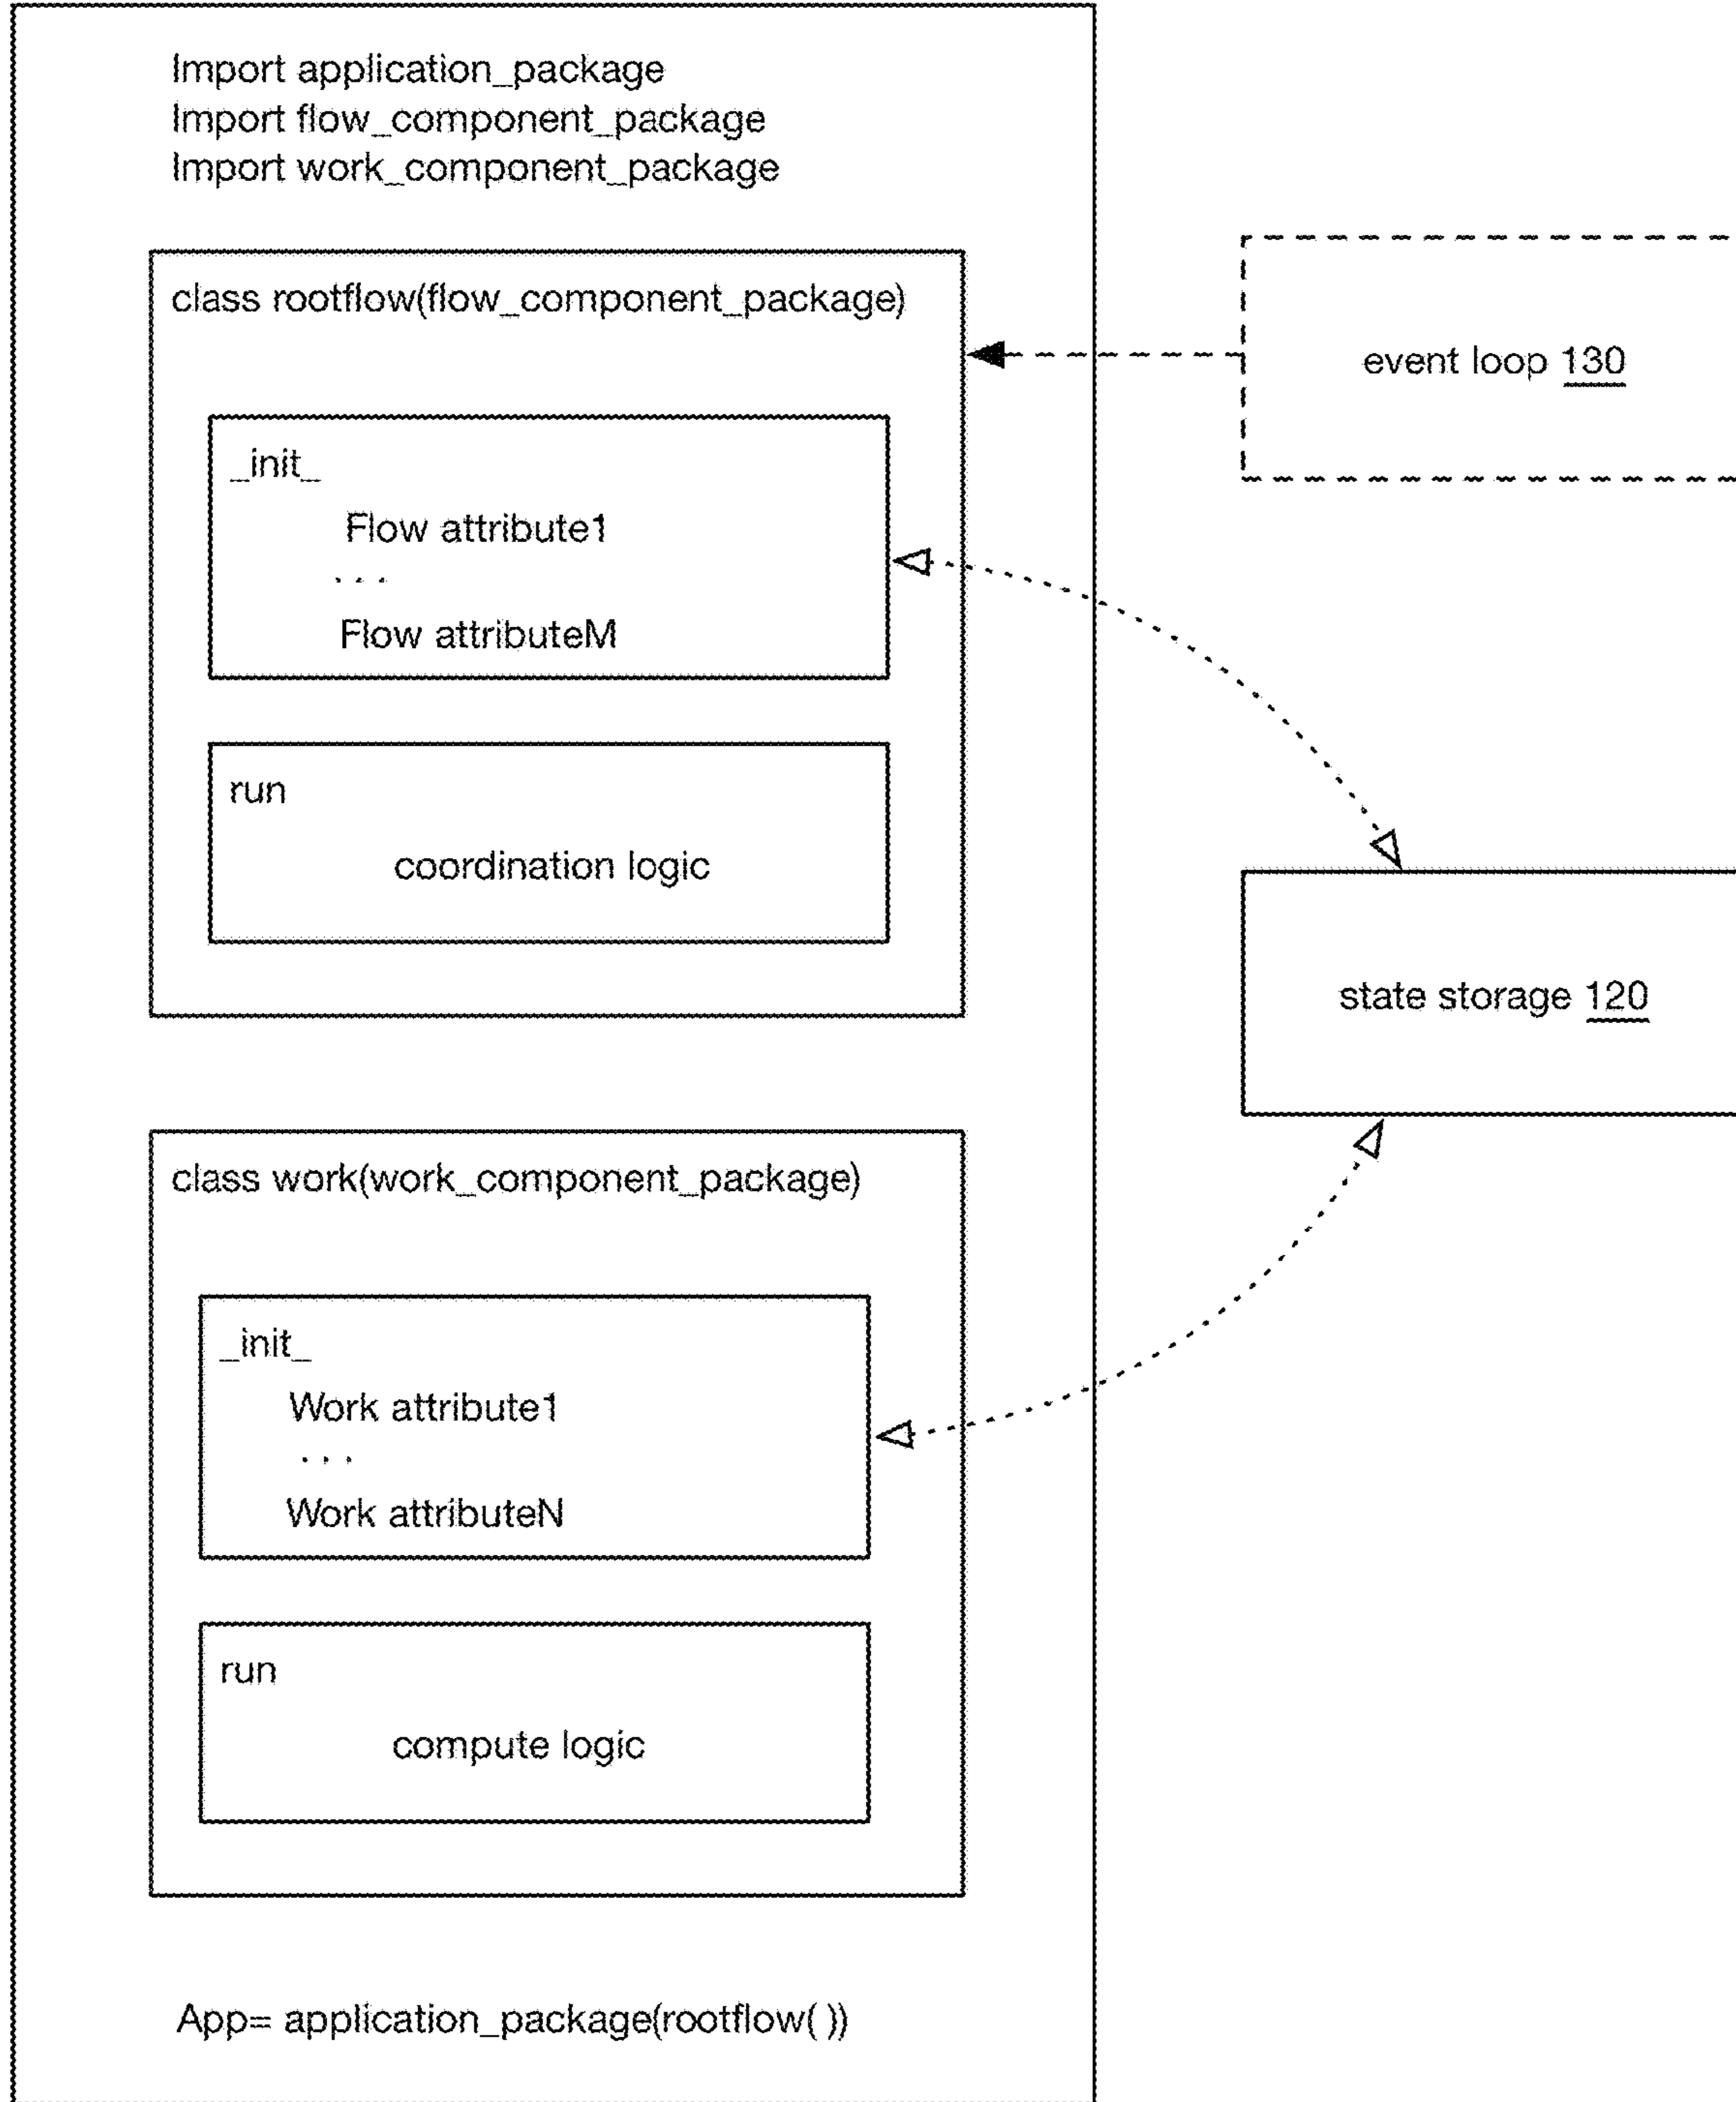 Import application_package
Import flow_component_package
Import work_component_package
class rootflow(flow_component_package)
_init_
Flow attribute1
. . .
Flow attributeM
run
coordination logic
event loop 130
state storage 120
class work(work_component_package)
_init_
Work attribute1
. . .
Work attributeN
run
compute logic
App= application_package(rootflow( ))